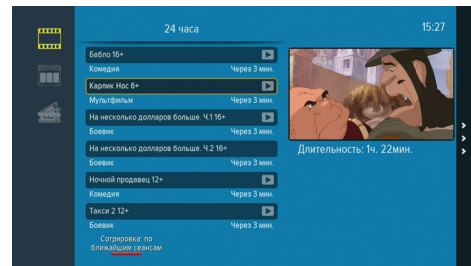 24 часа
15:27
Бабло 16+
Комедия Через 3 мин.
Карлик Нос 6+
Мультфильм Через 3 мин.
На несколько долларов больше. Ч.1 16+
Боевик Через 3 мин.
На несколько долларов больше. Ч.2 16+
Боевик Через 3 мин.
Ночной продавец 12+
Комедия Через 3 мин.
Такси 2 12+
Боевик Через 3 мин.
Сотрировка: по
ближайшим сеансам
Длительность: 1ч. 22мин.